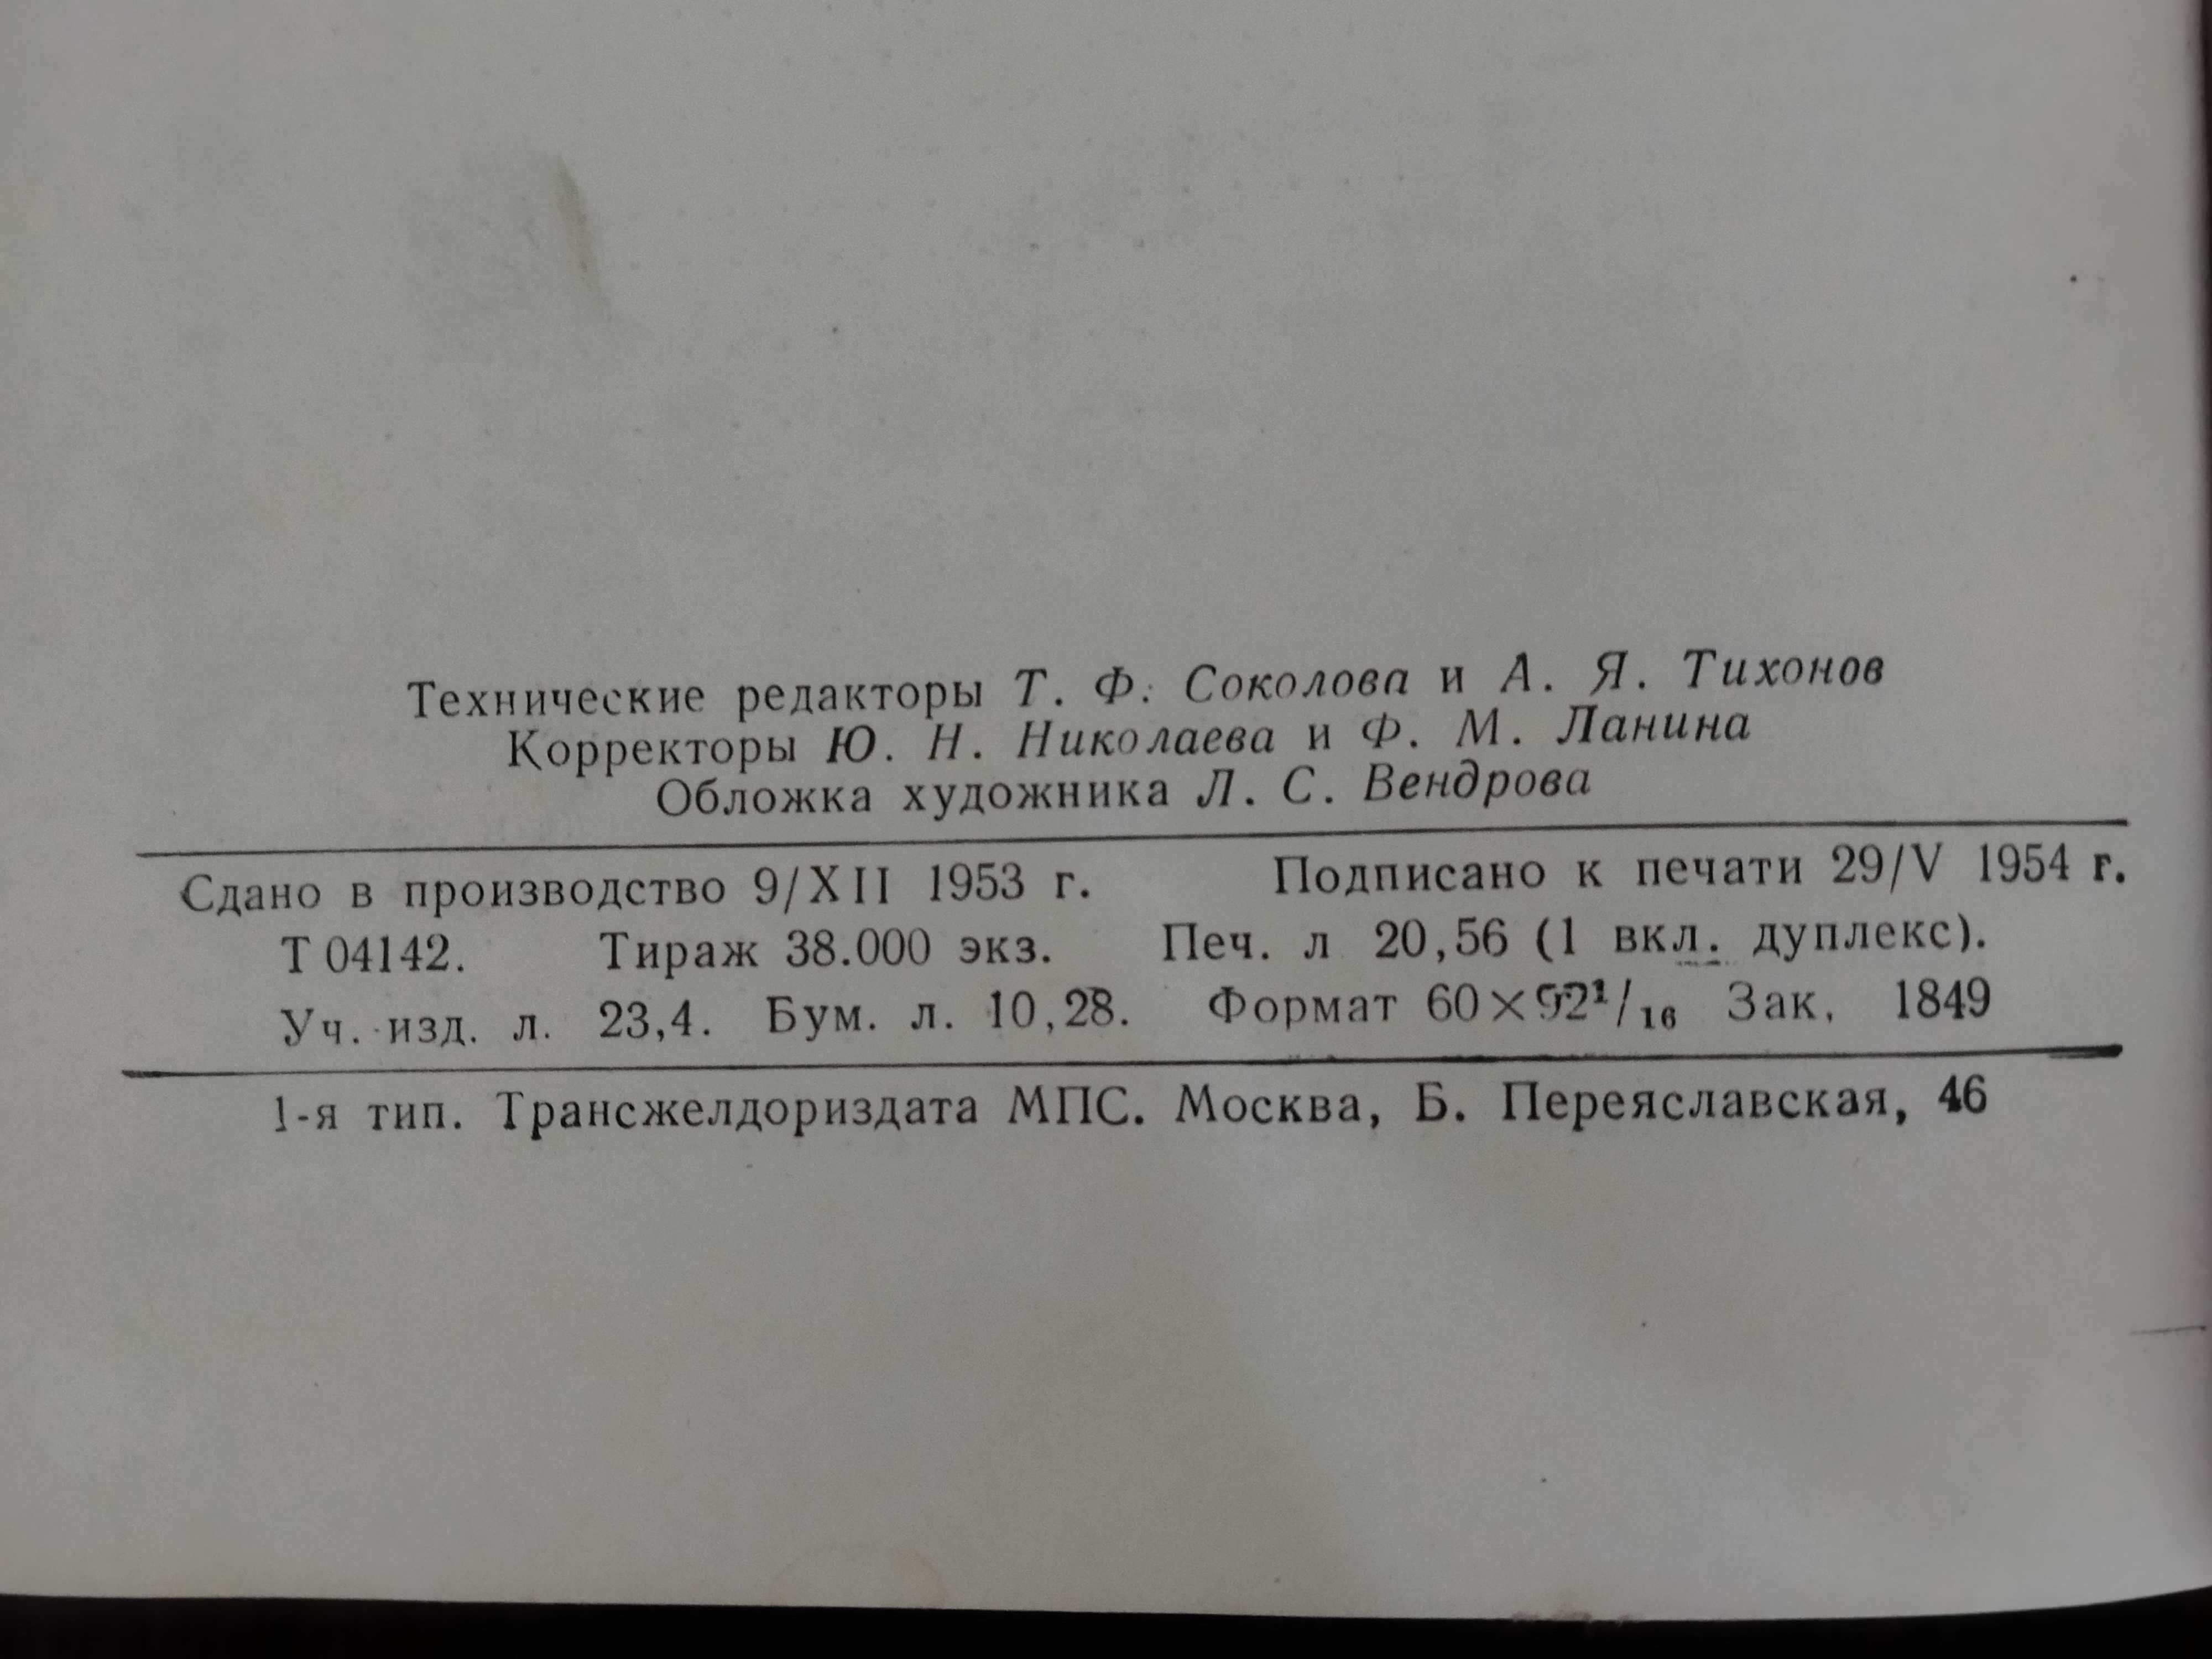 Технические редакторы Т. Ф. Соколова и А. Я. Тихонов
Корректоры Ю. Н. Николаева и Ф. М. Ланина
Обложка художника Л. С. Вендрова
Сдано в производство 9/XII 1953 г. Подписано к печати 29/V 1954 г.
Т 04142. Тираж 38.000 экз. Печ. л 20,56 (1 вкл. дуплекс).
Уч. изд. л. 23,4. Бум. л. 10,28. Формат 60×92¹/₁₆ Зак. 1849
1-я тип. Трансжелдориздата МПС. Москва, Б. Переяславская, 46